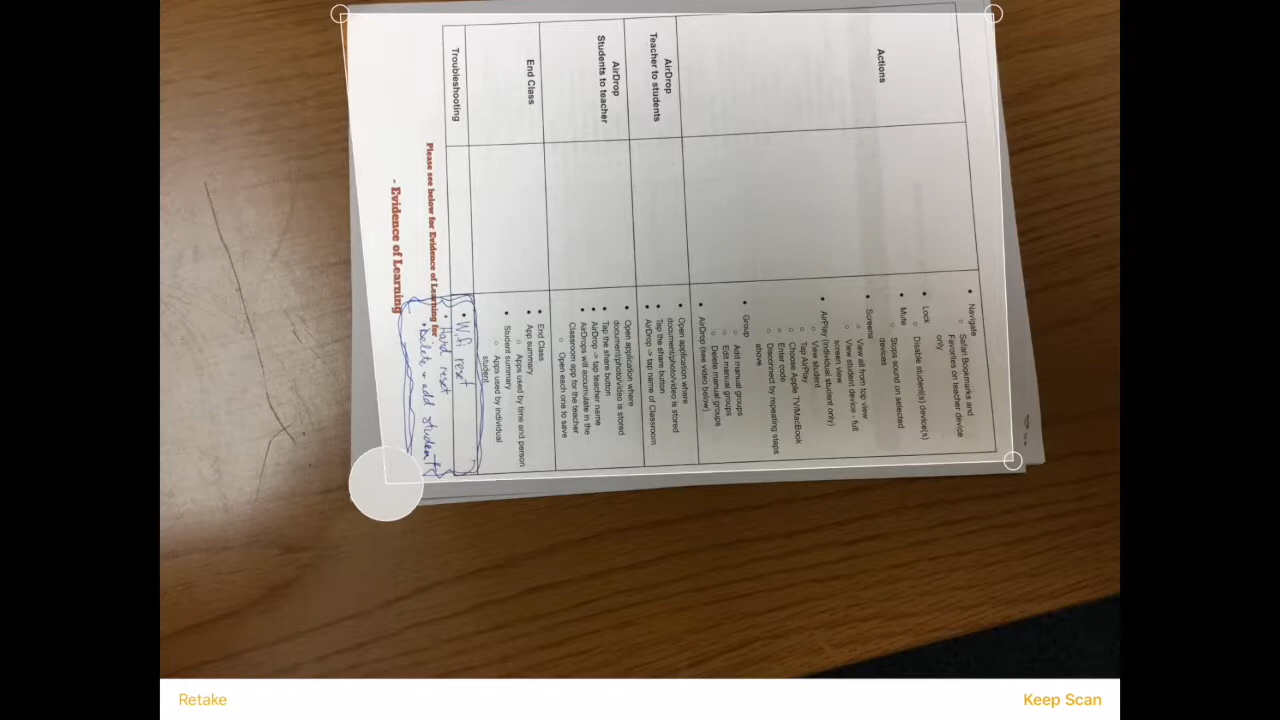 Actions
• Navigate
○ Safari Bookmarks and
Favorites on teacher device
only
• Lock
○ Disable student(s) device(s)
• Mute
○ Stops sound on selected
devices
• Screens
○ View all from top view
○ View student device - full
screen view
• AirPlay (individual student only)
○ View student
○ Tap AirPlay
○ Choose Apple TV/MacBook
○ Enter code
○ Disconnect by repeating steps
above
• Group
○ Add manual groups
○ Edit manual groups
○ Delete manual groups
• AirDrop (see video below)
AirDrop
Teacher to students
• Open application where
document/photo/video is stored
• Tap the share button
• AirDrop -> tap name of Classroom
AirDrop
Students to teacher
• Open application where
document/photo/video is stored
• Tap the share button
• AirDrop -> tap teacher name
• AirDrops will accumulate in the
Classroom app for the teacher
○ Open each one to save
End Class
• End Class
• App summary
○ Apps used by time and person
• Student summary
○ Apps used by individual
student
Troubleshooting
• Wifi rest
• Hard reset
• Delete + add student
Please see below for Evidence of Learning for
- Evidence of Learning
Retake
Keep Scan